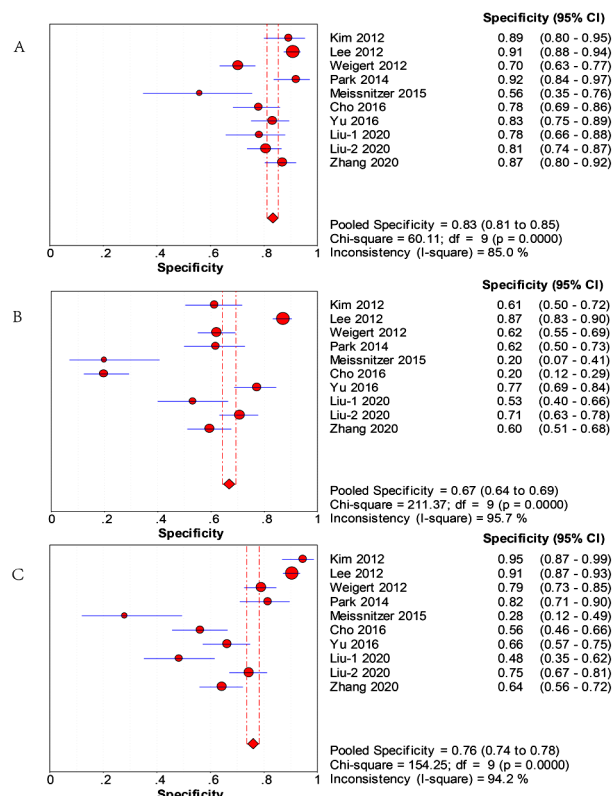 A
Specificity (95% CI)
Kim 2012 0.89 (0.80 - 0.95)
Lee 2012 0.91 (0.88 - 0.94)
Weigert 2012 0.70 (0.63 - 0.77)
Park 2014 0.92 (0.84 - 0.97)
Meissnitzer 2015 0.56 (0.35 - 0.76)
Cho 2016 0.78 (0.69 - 0.86)
Yu 2016 0.83 (0.75 - 0.89)
Liu-1 2020 0.78 (0.66 - 0.88)
Liu-2 2020 0.81 (0.74 - 0.87)
Zhang 2020 0.87 (0.80 - 0.92)
Pooled Specificity = 0.83 (0.81 to 0.85)
Chi-square = 60.11; df = 9 (p = 0.0000)
Inconsistency (I-square) = 85.0 %
0 .2 .4 .6 .8 1
Specificity
B
Specificity (95% CI)
Kim 2012 0.61 (0.50 - 0.72)
Lee 2012 0.87 (0.83 - 0.90)
Weigert 2012 0.62 (0.55 - 0.69)
Park 2014 0.62 (0.50 - 0.73)
Meissnitzer 2015 0.20 (0.07 - 0.41)
Cho 2016 0.20 (0.12 - 0.29)
Yu 2016 0.77 (0.69 - 0.84)
Liu-1 2020 0.53 (0.40 - 0.66)
Liu-2 2020 0.71 (0.63 - 0.78)
Zhang 2020 0.60 (0.51 - 0.68)
Pooled Specificity = 0.67 (0.64 to 0.69)
Chi-square = 211.37; df = 9 (p = 0.0000)
Inconsistency (I-square) = 95.7 %
0 .2 .4 .6 .8 1
Specificity
C
Specificity (95% CI)
Kim 2012 0.95 (0.87 - 0.99)
Lee 2012 0.91 (0.87 - 0.93)
Weigert 2012 0.79 (0.73 - 0.85)
Park 2014 0.82 (0.71 - 0.90)
Meissnitzer 2015 0.28 (0.12 - 0.49)
Cho 2016 0.56 (0.46 - 0.66)
Yu 2016 0.66 (0.57 - 0.75)
Liu-1 2020 0.48 (0.35 - 0.62)
Liu-2 2020 0.75 (0.67 - 0.81)
Zhang 2020 0.64 (0.56 - 0.72)
Pooled Specificity = 0.76 (0.74 to 0.78)
Chi-square = 154.25; df = 9 (p = 0.0000)
Inconsistency (I-square) = 94.2 %
0 .2 .4 .6 .8 1
Specificity